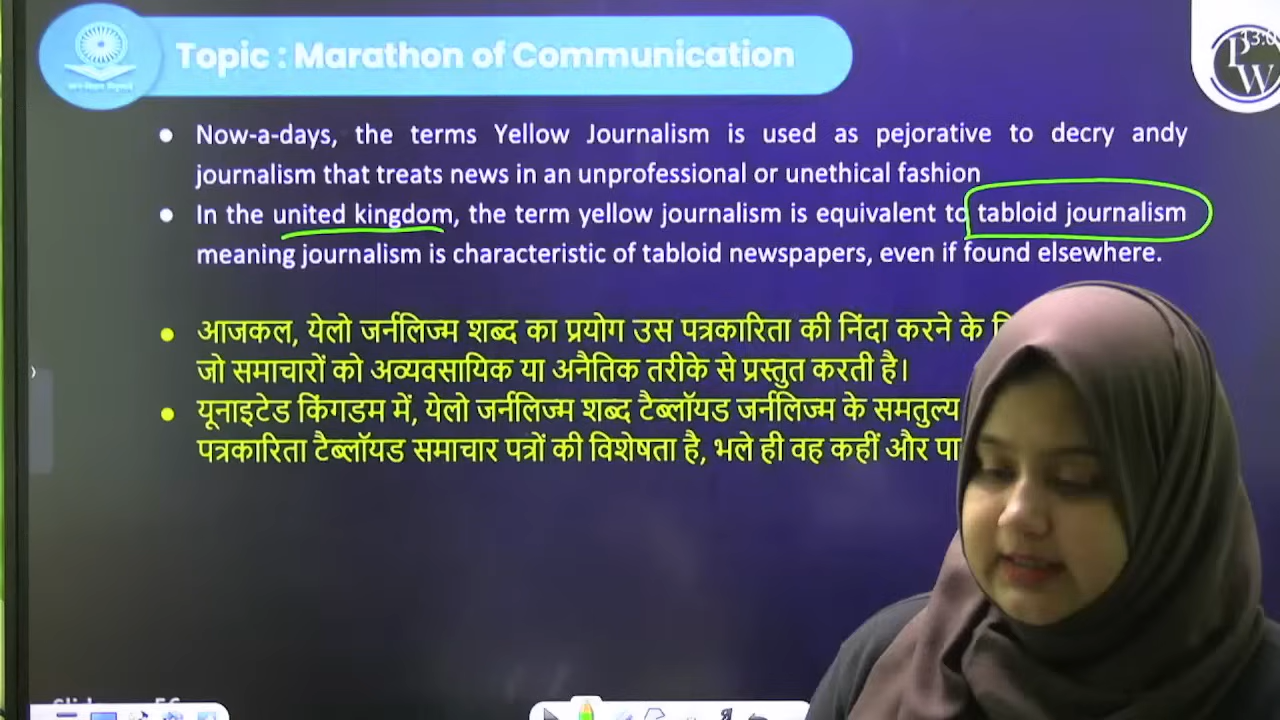 Topic : Marathon of Communication
PW
Now-a-days, the terms Yellow Journalism is used as pejorative to decry andy
journalism that treats news in an unprofessional or unethical fashion
In the united kingdom, the term yellow journalism is equivalent to tabloid journalism
meaning journalism is characteristic of tabloid newspapers, even if found elsewhere.
आजकल, येलो जर्नलिज्म शब्द का प्रयोग उस पत्रकारिता की निंदा करने के
जो समाचारों को अव्यवसायिक या अनैतिक तरीके से प्रस्तुत करती है।
यूनाइटेड किंगडम में, येलो जर्नलिज्म शब्द टैब्लॉयड जर्नलिज्म के समतुल्य
पत्रकारिता टैब्लॉयड समाचार पत्रों की विशेषता है, भले ही वह कहीं और